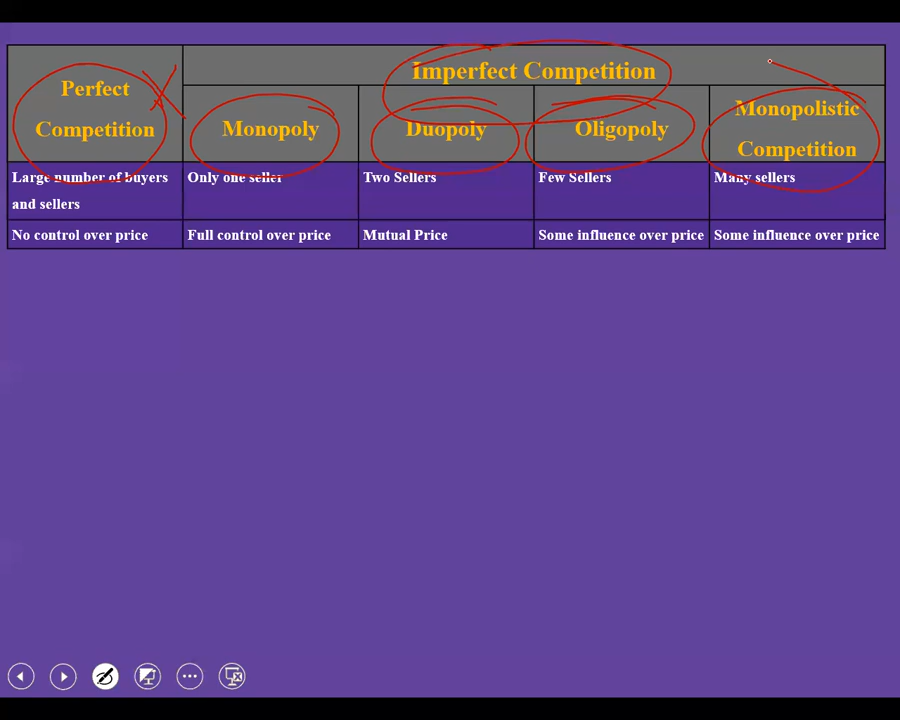 Perfect
Competition
Imperfect Competition
Monopoly
Duopoly
Oligopoly
Monopolistic
Competition
Large number of buyers
and sellers
Only one seller
Two Sellers
Few Sellers
Many sellers
No control over price
Full control over price
Mutual Price
Some influence over price
Some influence over price